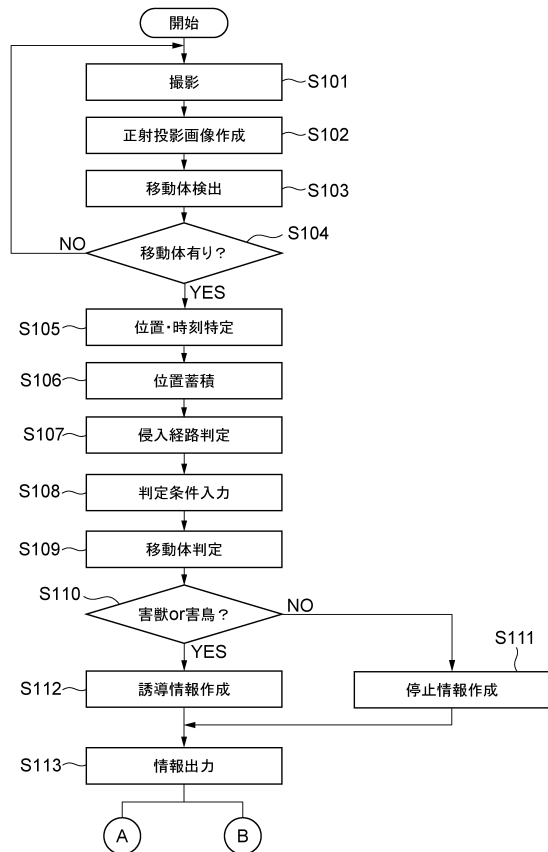 開始
撮影
S101
正射投影画像作成
S102
移動体検出
S103
移動体有り?
S104
NO
YES
S105
位置・時刻特定
S106
位置蓄積
S107
侵入経路判定
S108
判定条件入力
S109
移動体判定
S110
害獣or害鳥?
NO
YES
S111
S112
誘導情報作成
停止情報作成
S113
情報出力
A
B